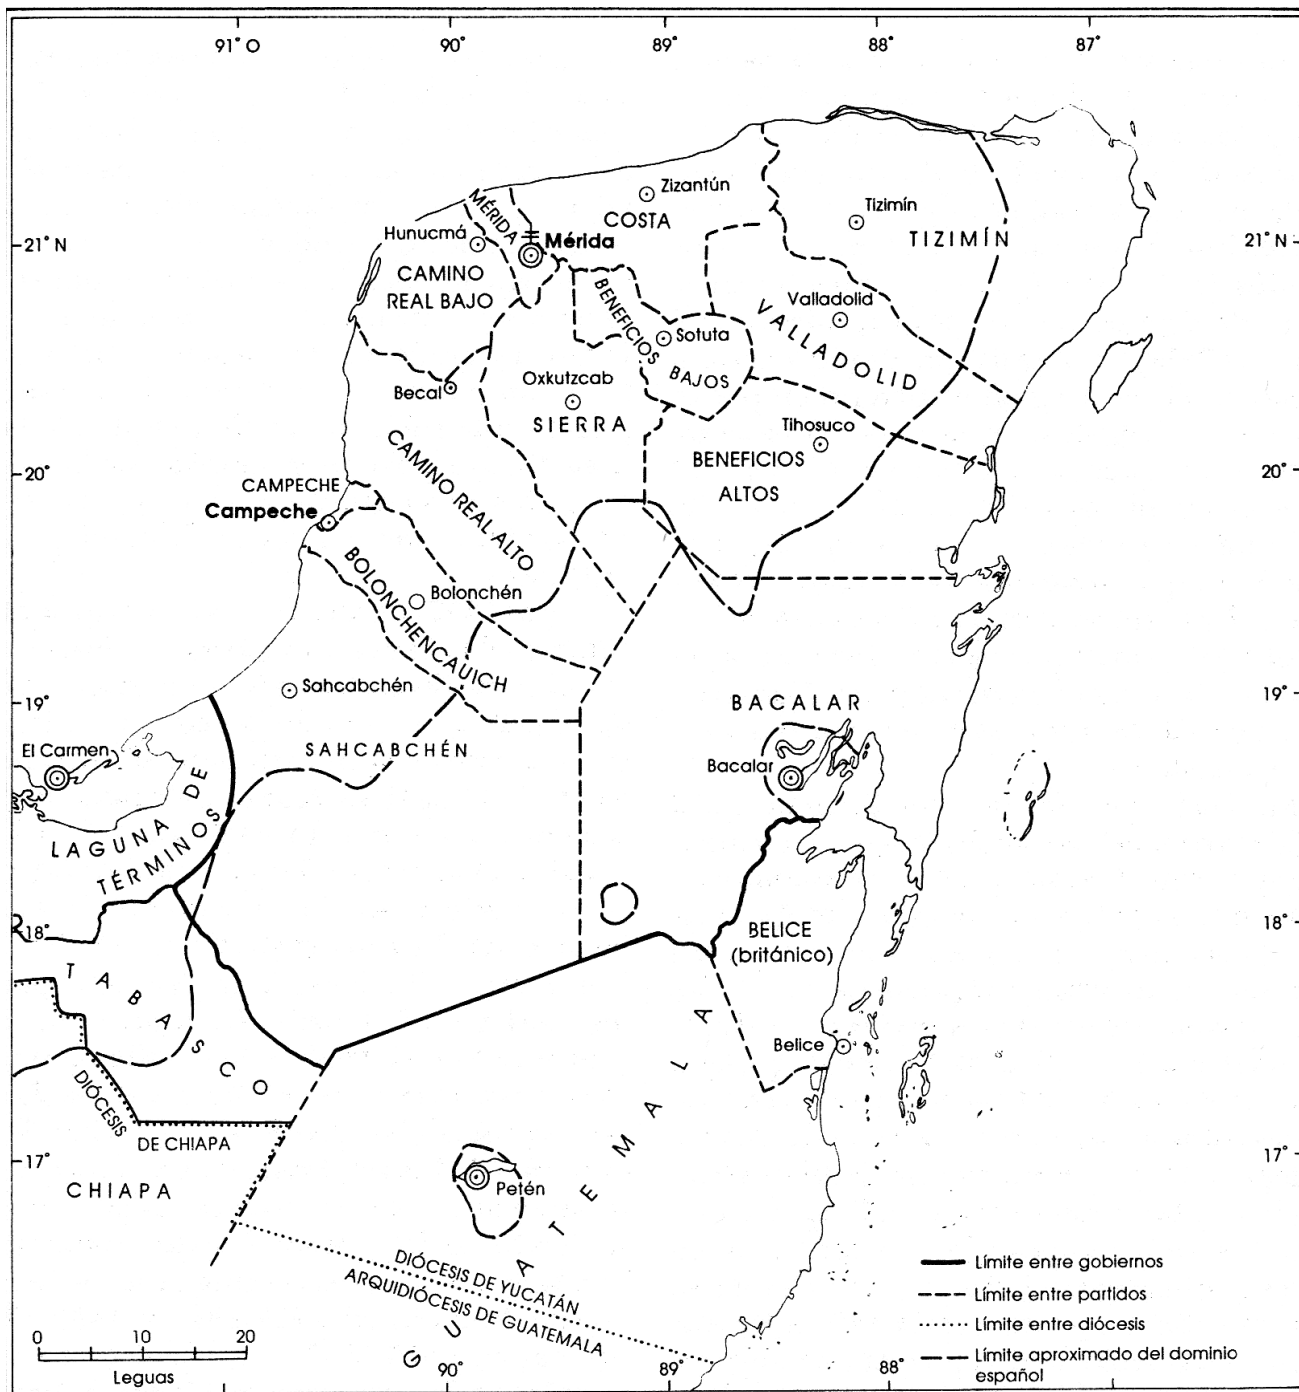 91° O
90°
89°
88°
87°
Zizantún
COSTA
Tizimín
TIZIMÍN
MÉRIDA
Hunucmá
Mérida
21° N
21° N
CAMINO
REAL BAJO
BENEFICIOS
BAJOS
Sotuta
Valladolid
VALLADOLID
Becal
Oxkutzcab
SIERRA
Tihosuco
BENEFICIOS
ALTOS
20°
20°
CAMINO REAL ALTO
CAMPECHE
Campeche
BOLONCHENCAUICH
Bolonchén
Sahcabchén
SAHCABCHÉN
19°
19°
BACALAR
Bacalar
El Carmen
LAGUNA DE
TÉRMINOS
18°
18°
BELICE
(británico)
TABASCO
Belice
DIÓCESIS
DE CHIAPA
17°
17°
CHIAPA
Petén
GUATEMALA
DIÓCESIS DE YUCATÁN
ARQUIDIÓCESIS DE GUATEMALA
Límite entre gobiernos
Límite entre partidos
Límite entre diócesis
Límite aproximado del dominio
español
0 10 20
Leguas
90°
89°
88°